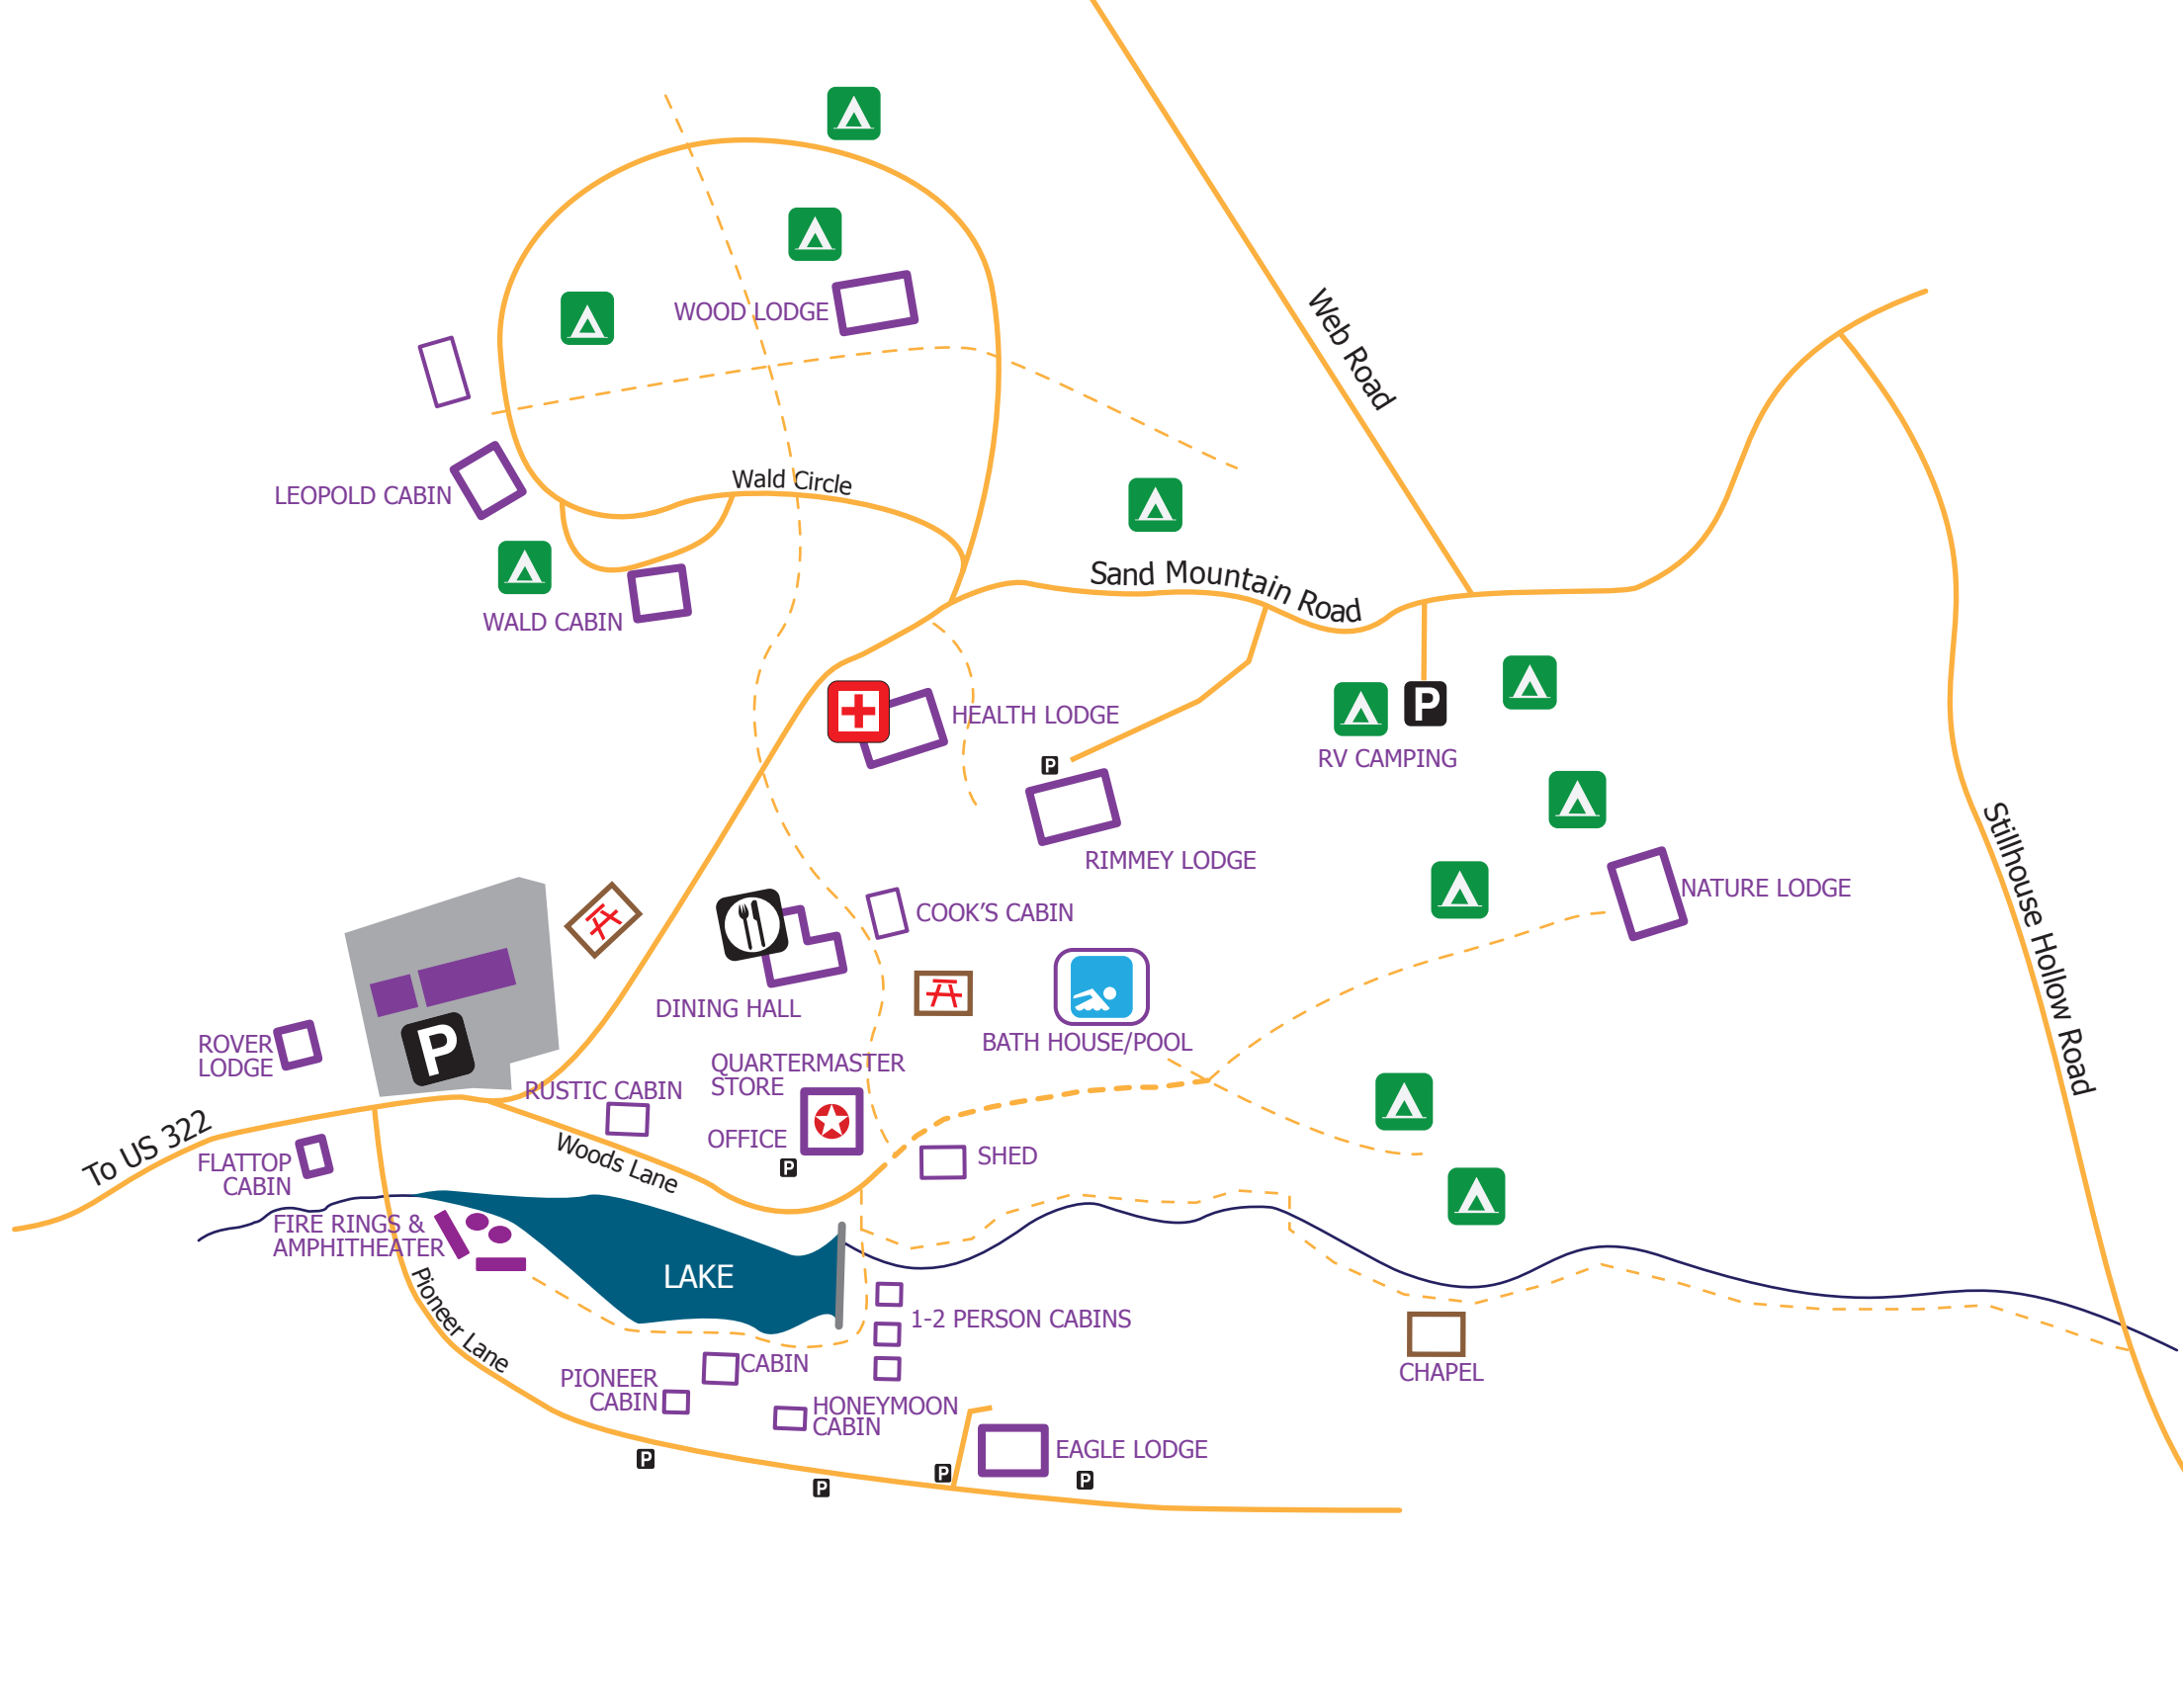 Web Road
WOOD LODGE
Wald Circle
LEOPOLD CABIN
Sand Mountain Road
WALD CABIN
HEALTH LODGE
P
RV CAMPING
P
RIMMEY LODGE
Stillhouse Hollow Road
NATURE LODGE
COOK'S CABIN
DINING HALL
BATH HOUSE/POOL
P
ROVER
LODGE
RUSTIC CABIN
QUARTERMASTER
STORE
OFFICE
P
To US 322
Woods Lane
SHED
FLATTOP
CABIN
FIRE RINGS &
AMPHITHEATER
LAKE
Pioneer Lane
1-2 PERSON CABINS
CABIN
PIONEER
CABIN
HONEYMOON
CABIN
CHAPEL
EAGLE LODGE
P
P
P
P